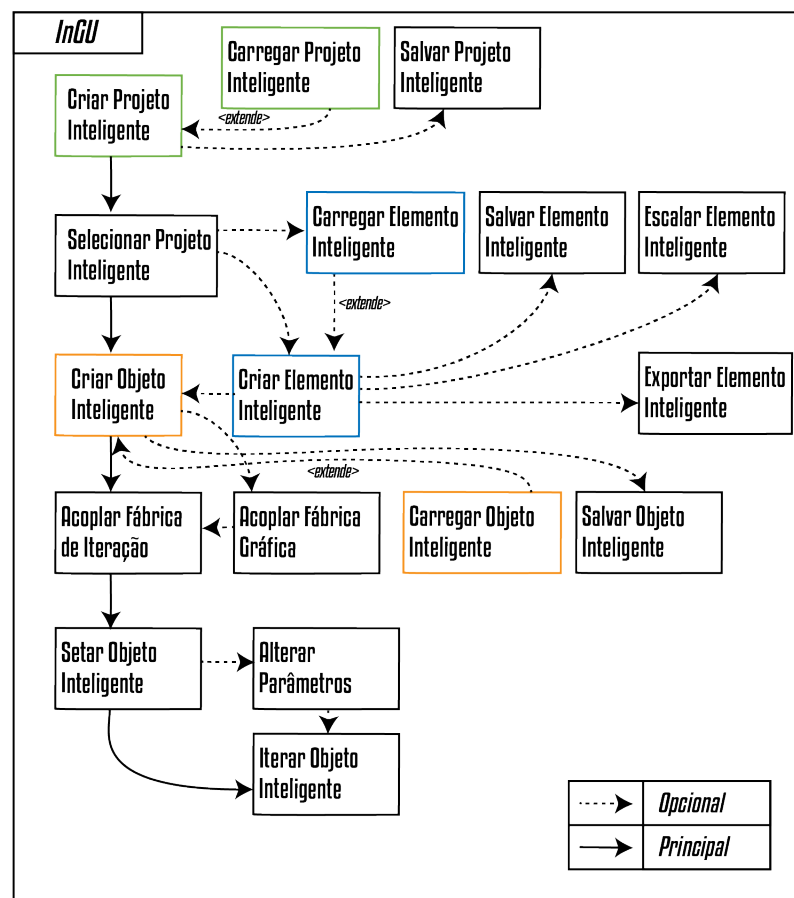 InGU
Carregar Projeto
Inteligente
Salvar Projeto
Inteligente
Criar Projeto
Inteligente
<extende>
Selecionar Projeto
Inteligente
Carregar Elemento
Inteligente
Salvar Elemento
Inteligente
Escalar Elemento
Inteligente
<extende>
Criar Objeto
Inteligente
Criar Elemento
Inteligente
Exportar Elemento
Inteligente
<extende>
Acoplar Fábrica
de Iteração
Acoplar Fábrica
Gráfica
Carregar Objeto
Inteligente
Salvar Objeto
Inteligente
Setar Objeto
Inteligente
Alterar
Parâmetros
Iterar Objeto
Inteligente
Opcional
Principal